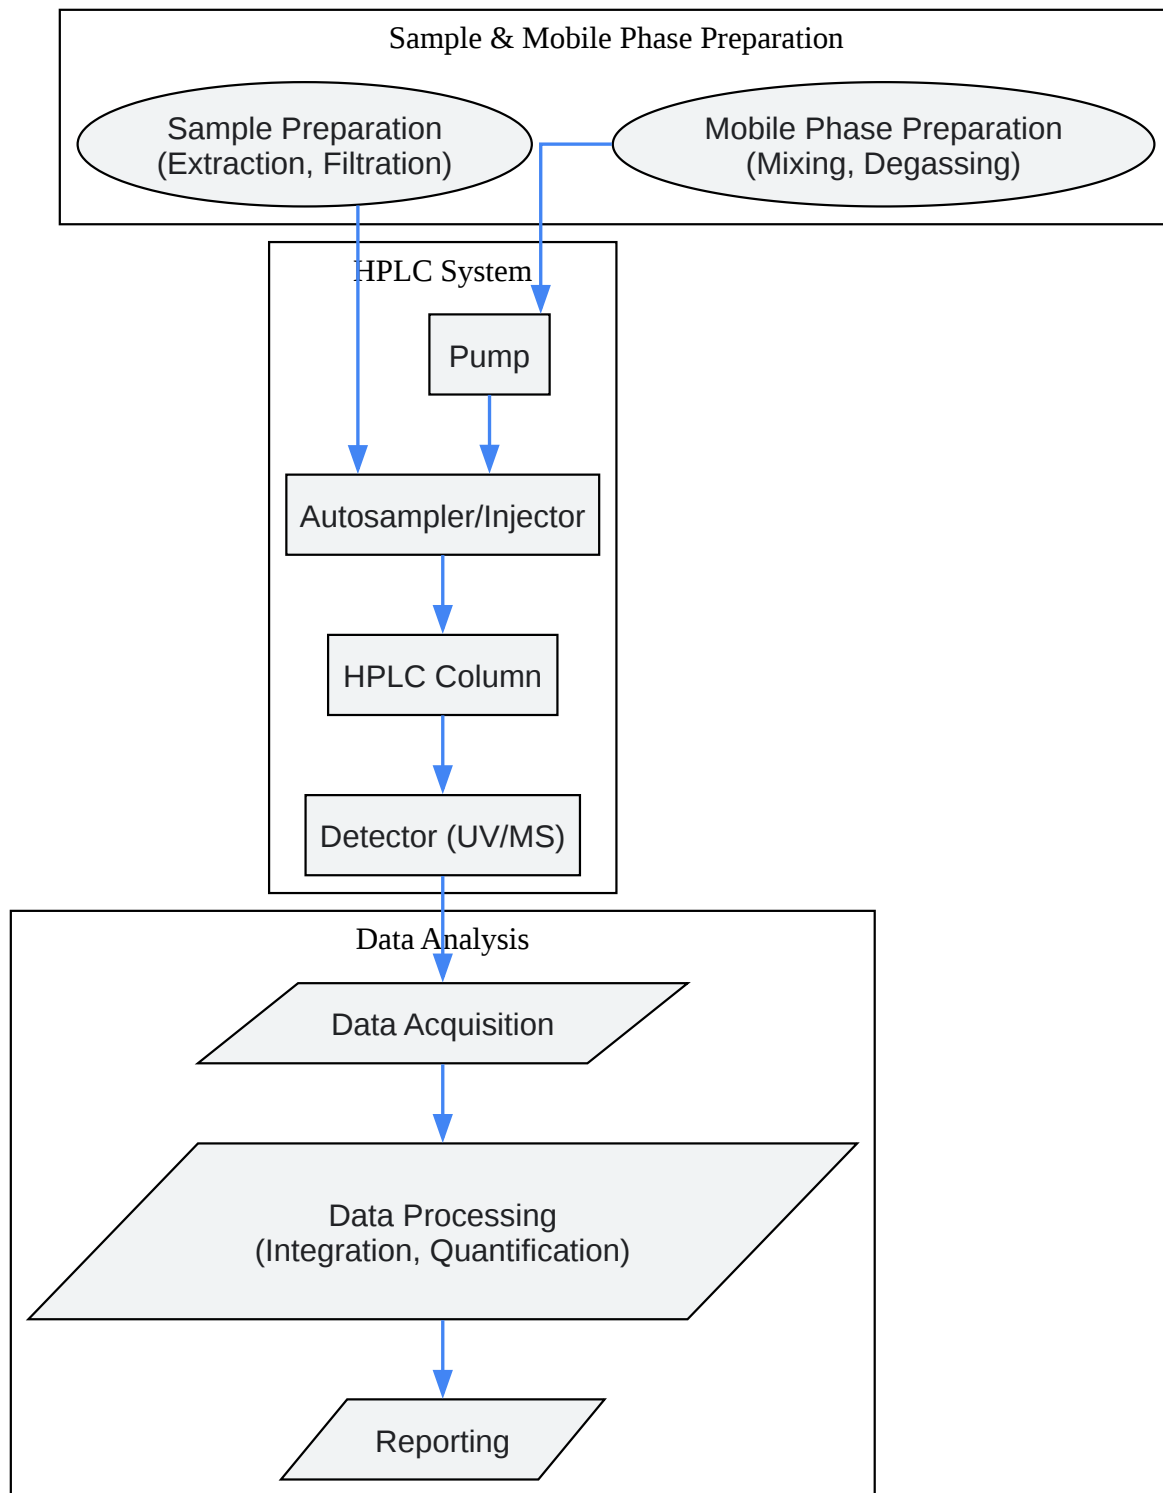 Sample & Mobile Phase Preparation
Sample Preparation
(Extraction, Filtration)
Mobile Phase Preparation
(Mixing, Degassing)
HPLC System
Pump
Autosampler/Injector
HPLC Column
Detector (UV/MS)
Data Analysis
Data Acquisition
Data Processing
(Integration, Quantification)
Reporting